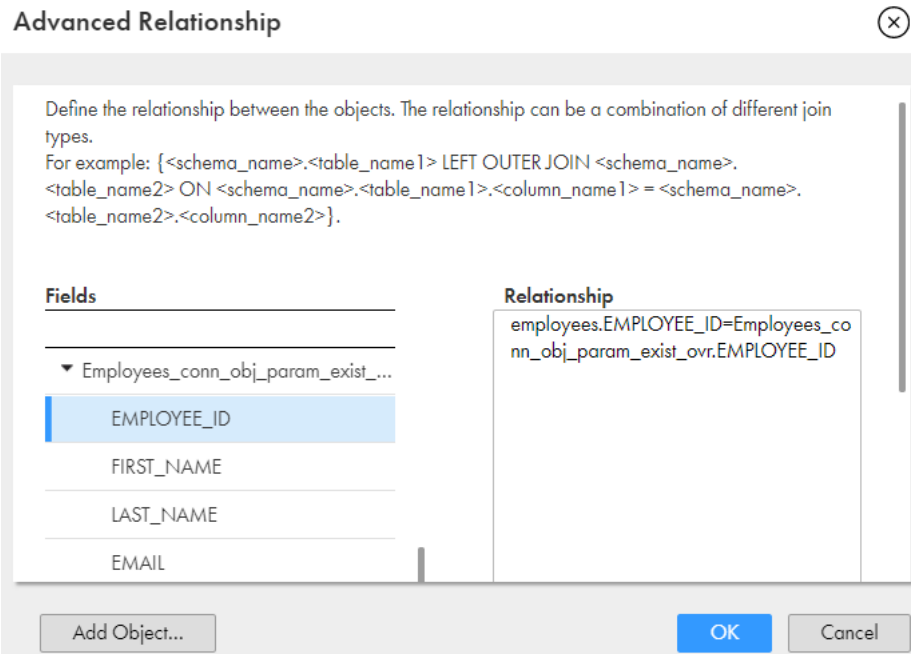 Advanced Relationship
Define the relationship between the objects. The relationship can be a combination of different join
types.
For example: {<schema_name>.<table_name1> LEFT OUTER JOIN <schema_name>.
<table_name2> ON <schema_name>.<table_name1>.<column_name1> = <schema_name>.
<table_name2>.<column_name2>}.
Fields
Relationship
employees.EMPLOYEE_ID=Employees_co
nn_obj_param_exist_ovr.EMPLOYEE_ID
Employees_conn_obj_param_exist_...
EMPLOYEE_ID
FIRST_NAME
LAST_NAME
EMAIL
Add Object...
OK
Cancel